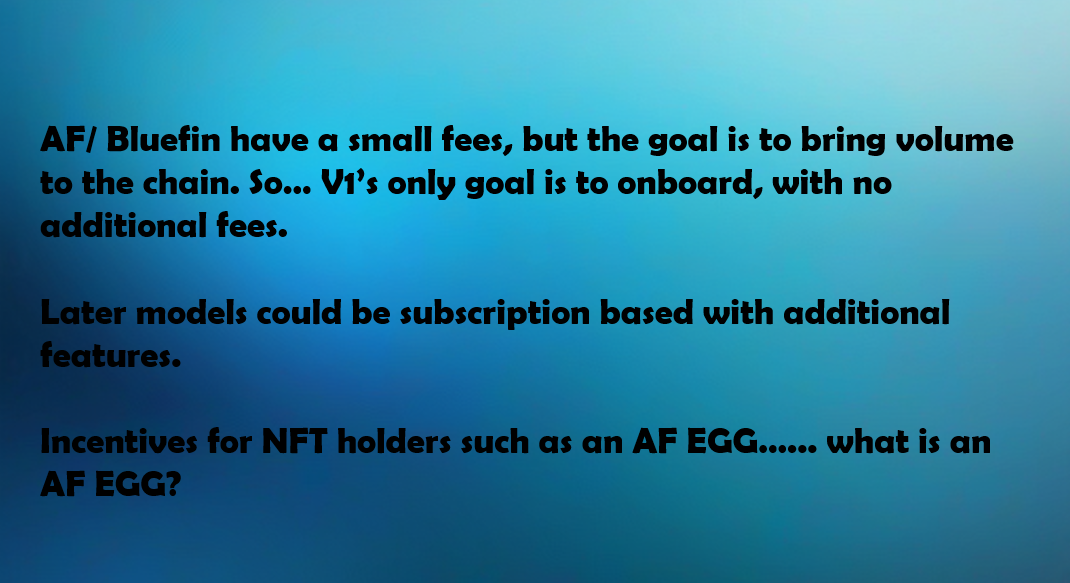 AF/ Bluefin have a small fees, but the goal is to bring volume
to the chain. So... V1’s only goal is to onboard, with no
additional fees.
Later models could be subscription based with additional
features.
Incentives for NFT holders such as an AF EGG...... what is an
AF EGG?